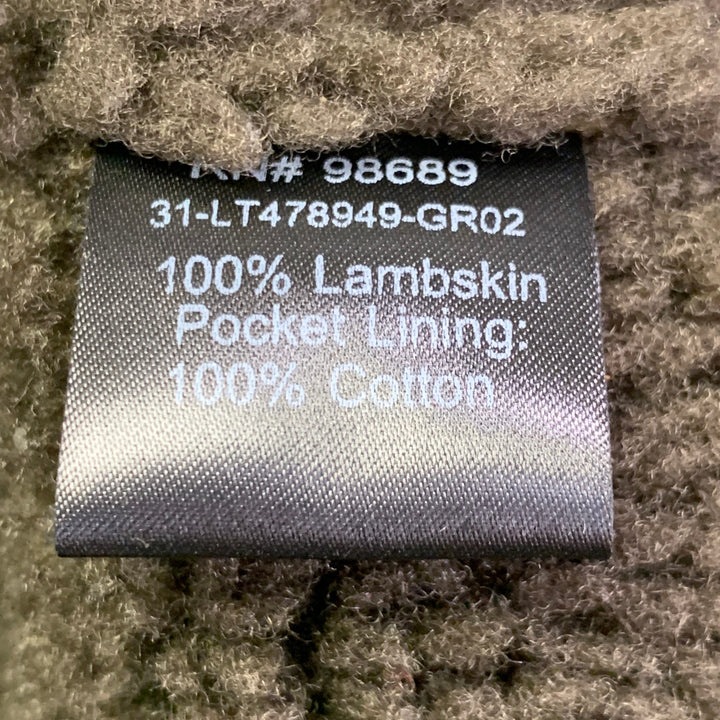 RN# 98689
31-LT478949-GR02
100% Lambskin
Pocket Lining:
100% Cotton